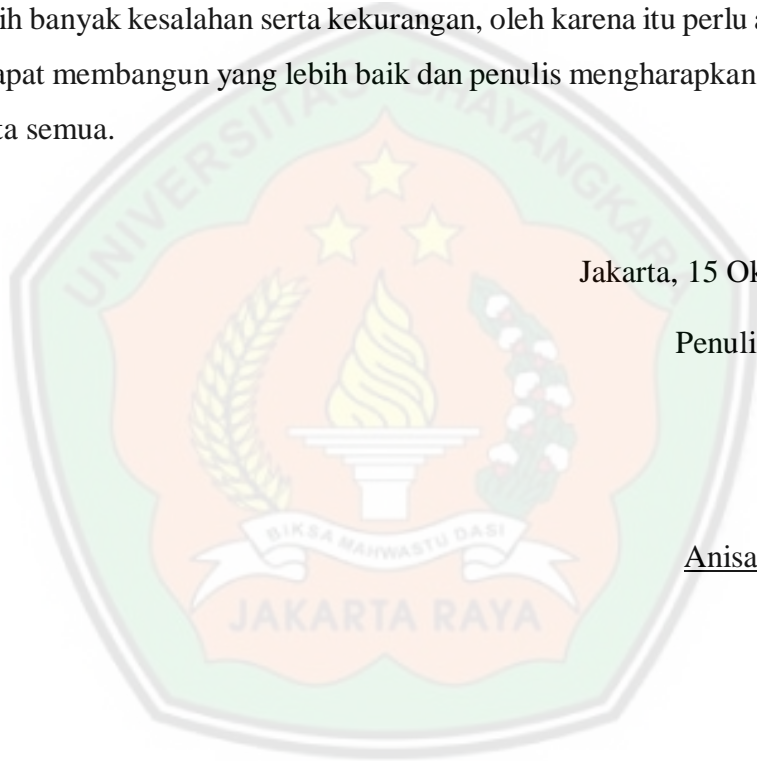 ih banyak kesalahan serta kekurangan, oleh karena itu perlu a
apat membangun yang lebih baik dan penulis mengharapkan
ta semua.
UNIVERSITAS BHAYANGKARA
Jakarta, 15 Ok
Penuli
BIKSA MAHWASTU DASI
Anisa
JAKARTA RAYA